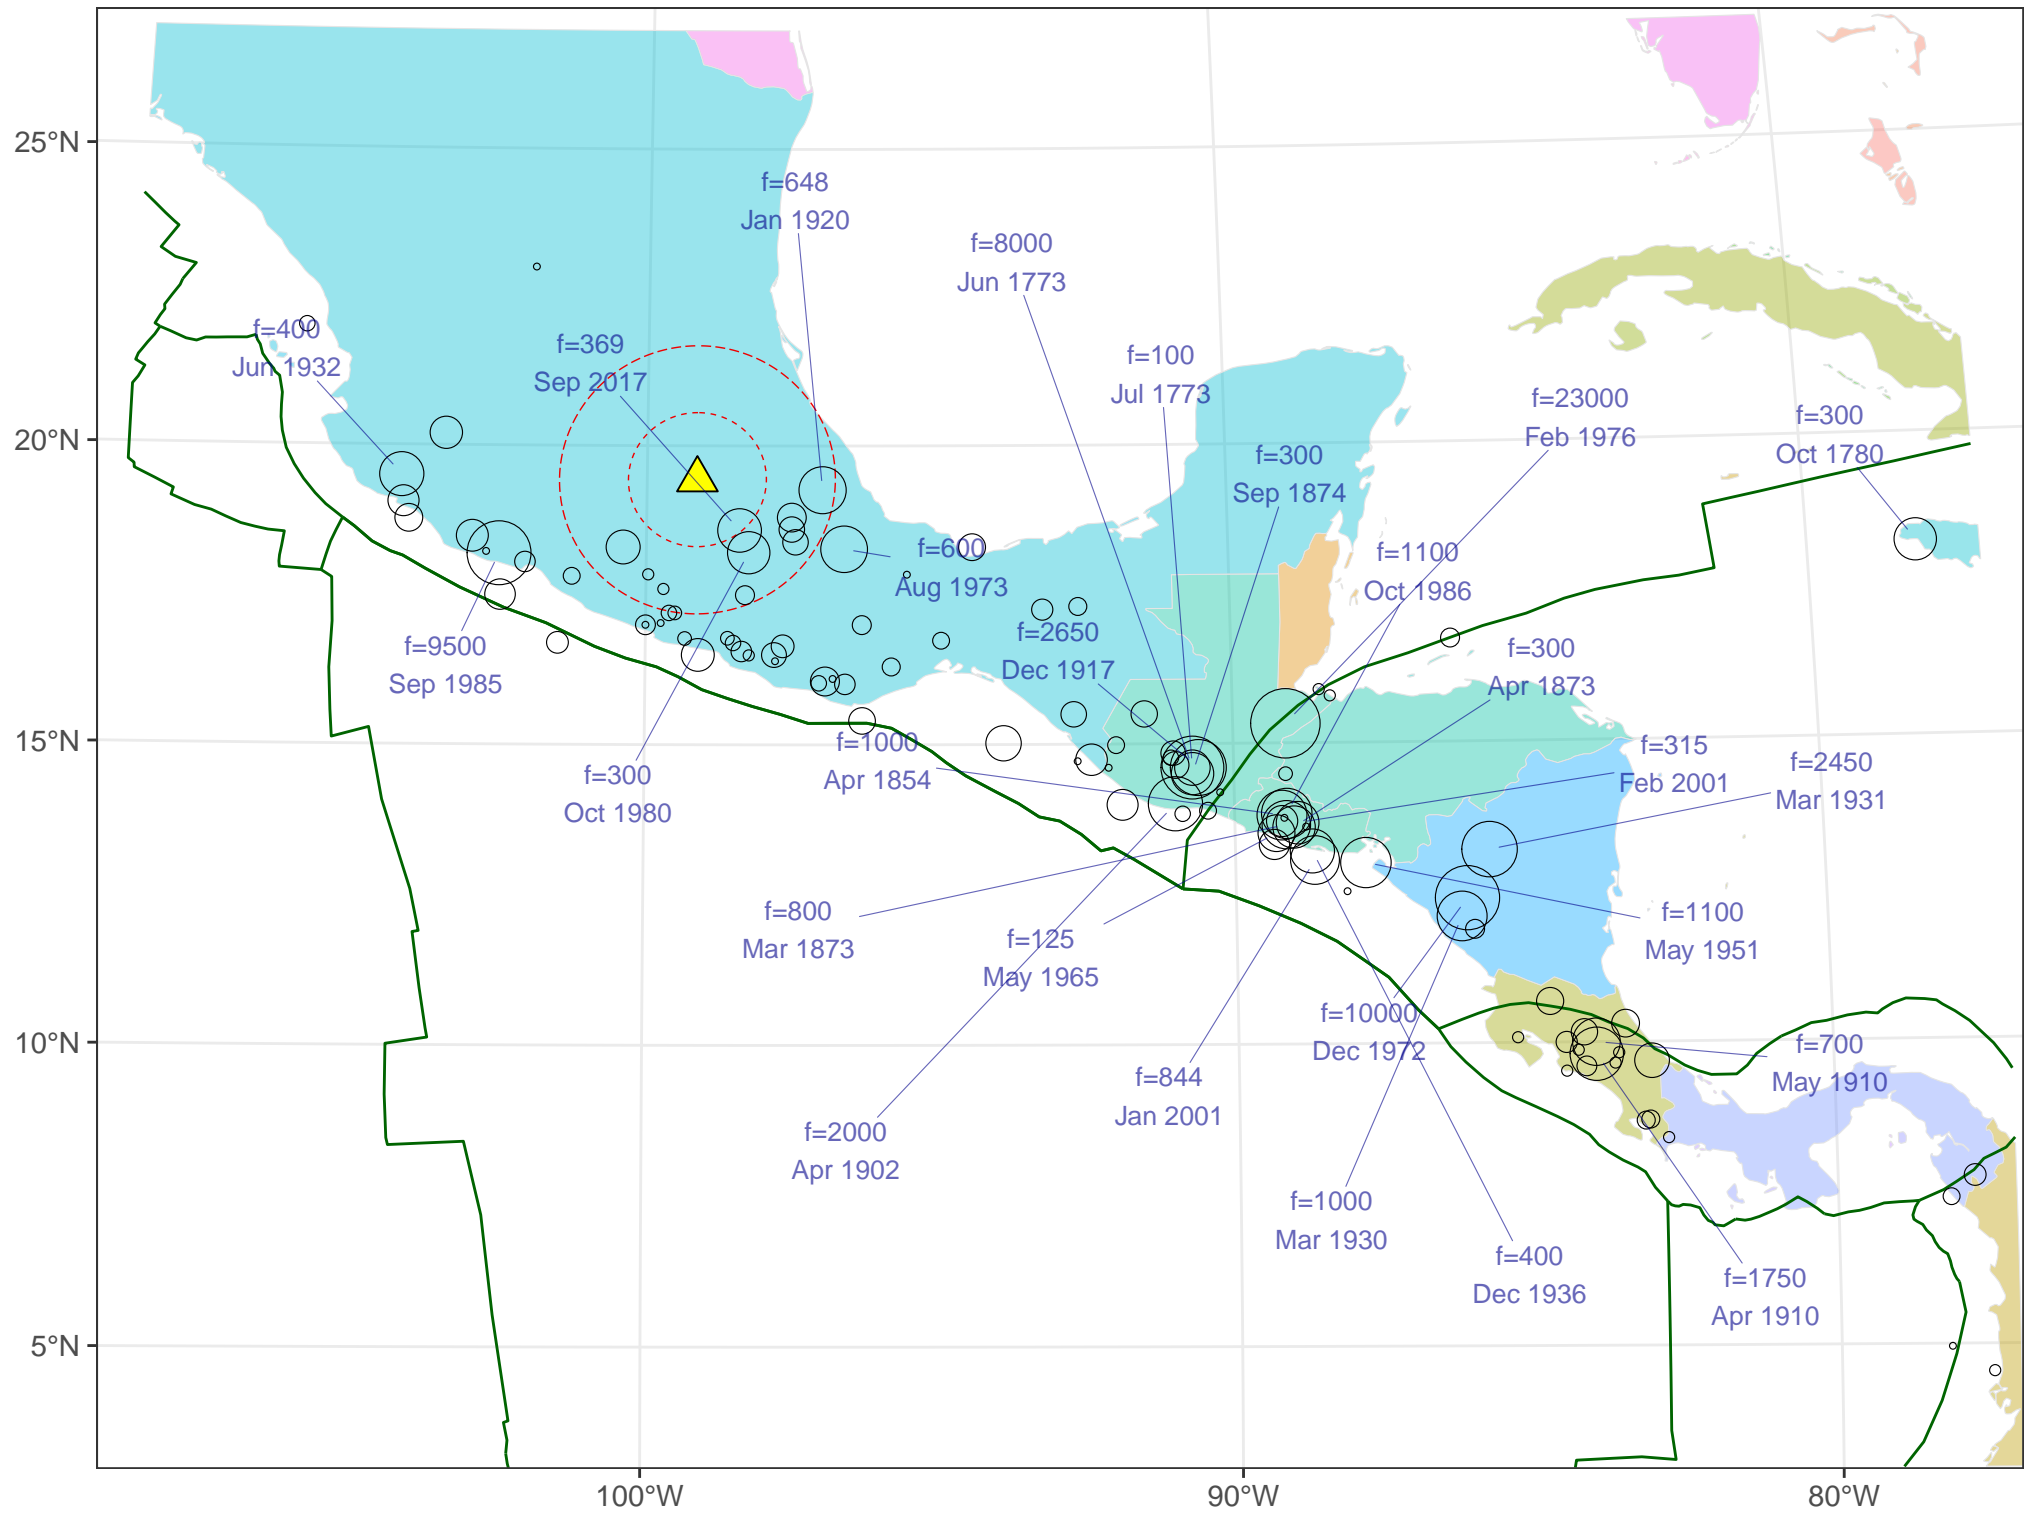 25°N
20°N
15°N
10°N
5°N
f=648
Jan 1920
f=8000
Jun 1773
f=400
Jun 1932
f=369
Sep 2017
f=100
Jul 1773
f=23000
Feb 1976
f=300
Oct 1780
f=300
Sep 1874
f=600
Aug 1973
f=1100
Oct 1986
f=9500
Sep 1985
f=2650
Dec 1917
f=300
Apr 1873
f=300
Oct 1980
f=1000
Apr 1854
f=315
Feb 2001
f=2450
Mar 1931
f=800
Mar 1873
f=125
May 1965
f=1100
May 1951
f=10000
Dec 1972
f=700
May 1910
f=844
Jan 2001
f=2000
Apr 1902
f=1000
Mar 1930
f=400
Dec 1936
f=1750
Apr 1910
100°W
90°W
80°W